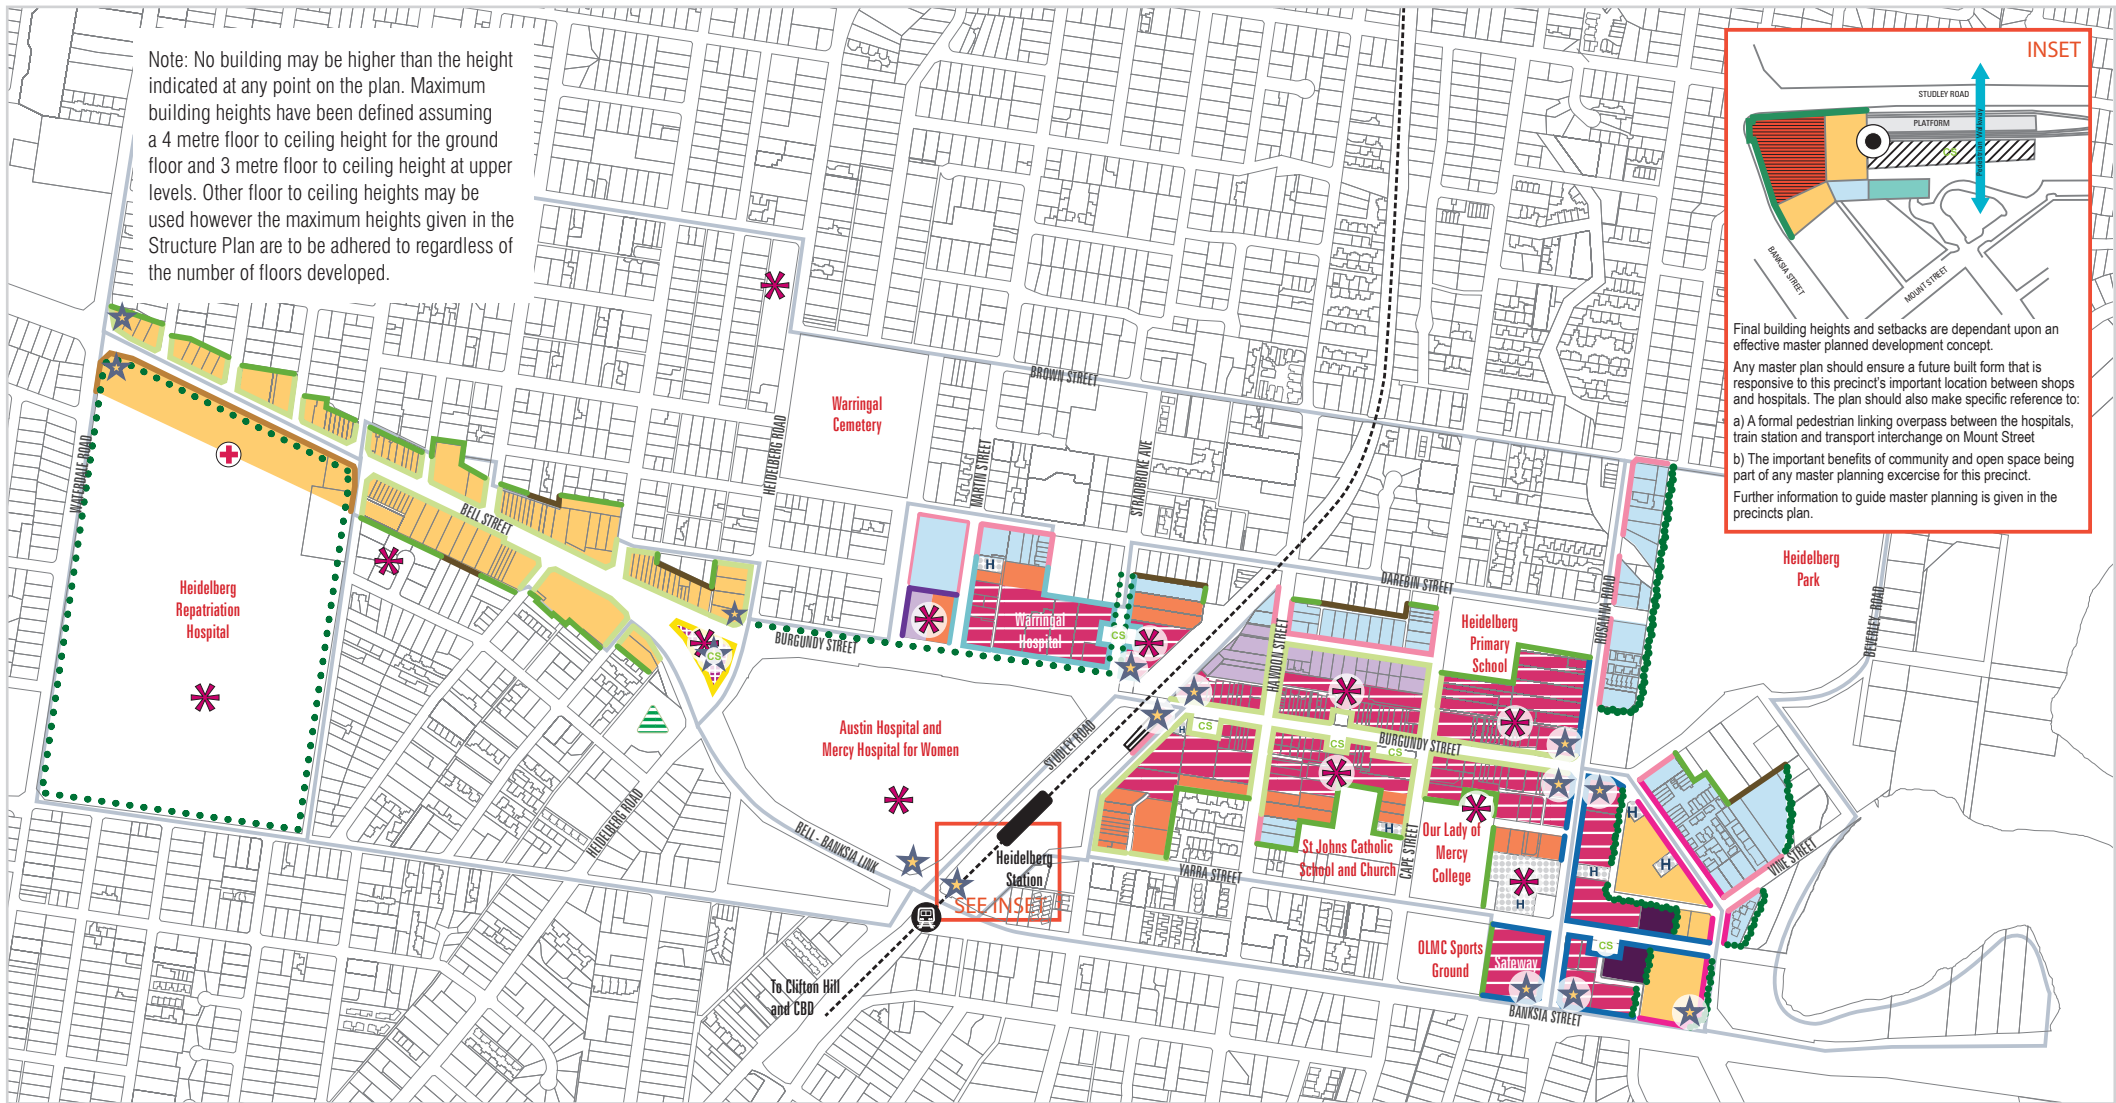 Note: No building may be higher than the height
indicated at any point on the plan. Maximum
building heights have been defined assuming
a 4 metre floor to ceiling height for the ground
floor and 3 metre floor to ceiling height at upper
levels. Other floor to ceiling heights may be
used however the maximum heights given in the
Structure Plan are to be adhered to regardless of
the number of floors developed.
INSET
STUDLEY ROAD
PLATFORM
CS
Pedestrian Walkway
BANKSIA STREET
MOUNT STREET
Final building heights and setbacks are dependant upon an
effective master planned development concept.
Any master plan should ensure a future built form that is
responsive to this precinct's important location between shops
and hospitals. The plan should also make specific reference to:
a) A formal pedestrian linking overpass between the hospitals,
train station and transport interchange on Mount Street
b) The important benefits of community and open space being
part of any master planning excercise for this precinct.
Further information to guide master planning is given in the
precincts plan.
BROWN STREET
Warringal
Cemetery
HEIDELBERG ROAD
MARTIN STREET
STRADBROKE AVE
WATERDALE ROAD
BELL STREET
Heidelberg
Repatriation
Hospital
H
Warringal
Hospital
CS
DAREBIN STREET
Heidelberg
Primary
School
ROSANNA ROAD
Heidelberg
Park
BEVERLEY ROAD
BURGUNDY STREET
CS
HAWDON STREET
Austin Hospital and
Mercy Hospital for Women
STUDLEY ROAD
H
CS
CS
CS
BURGUNDY STREET
HEIDELBERG ROAD
BELL - BANKSIA LINK
Heidelberg
Station
SEE INSET
YARRA STREET
St Johns Catholic
School and Church
H
CAPE STREET
Our Lady of
Mercy
College
H
H
H
H
VINE STREET
OLMC Sports
Ground
Safeway
CS
BANKSIA STREET
To Clifton Hill
and CBD